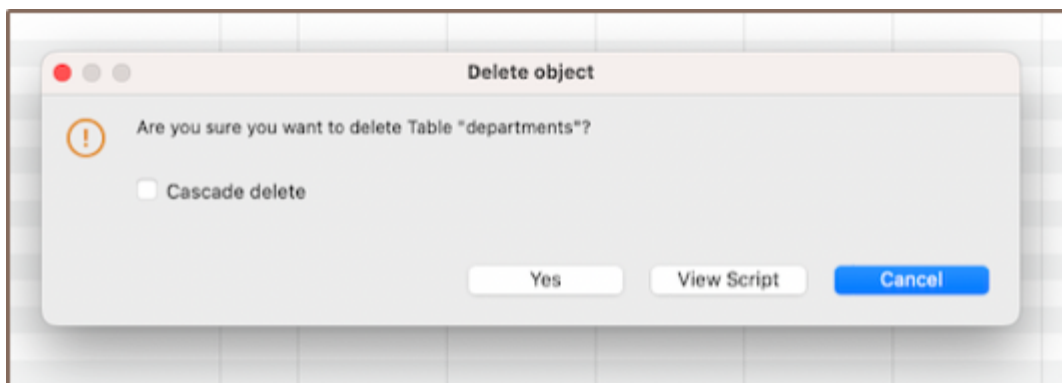 Delete object
Are you sure you want to delete Table "departments"?
Cascade delete
Yes View Script Cancel